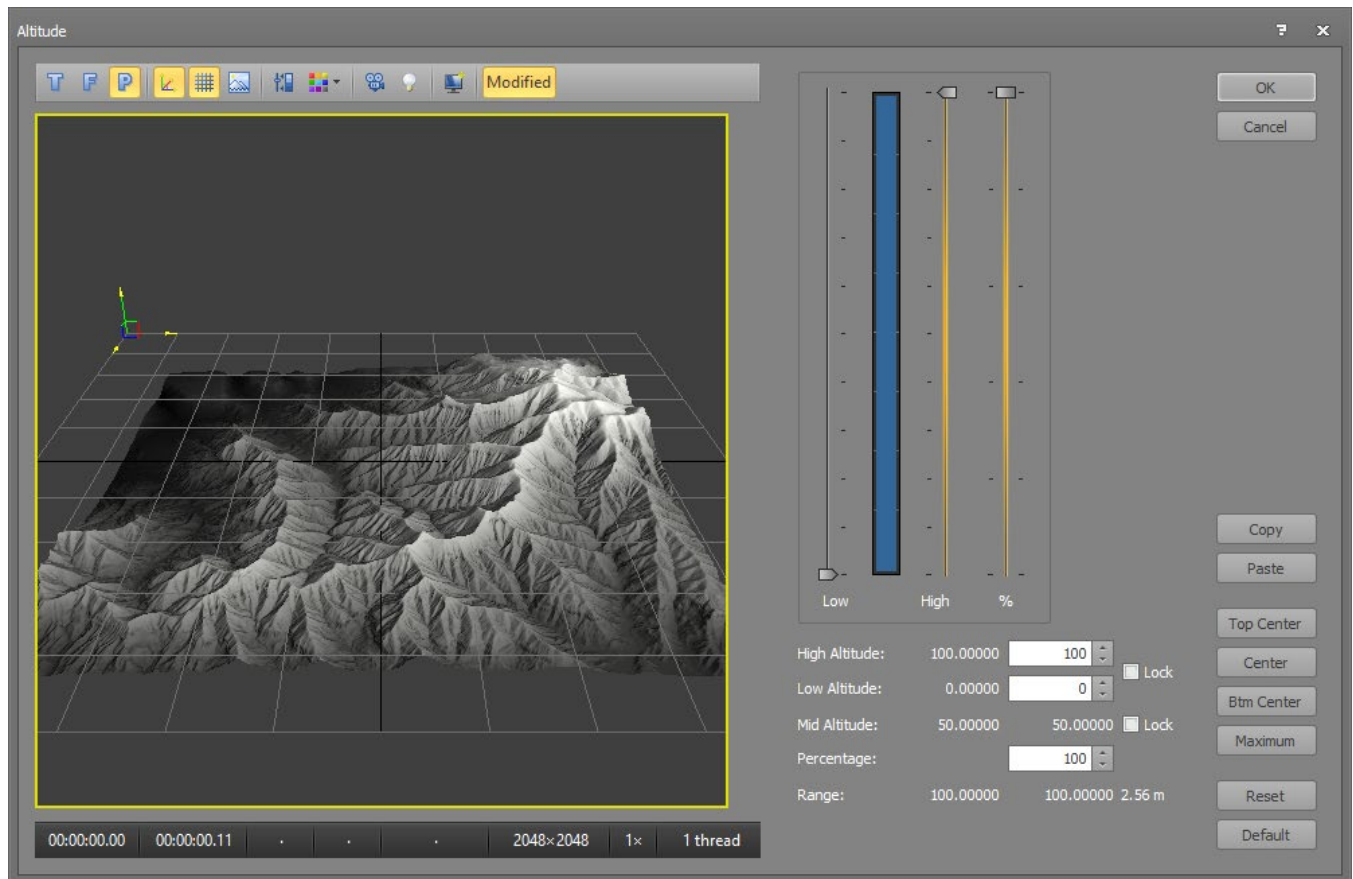 Altitude
T F P Modified
OK
Cancel
Low High %
Copy
Paste
Top Center
Center
Btm Center
Maximum
Reset
Default
High Altitude: 100.00000 100
Lock
Low Altitude: 0.00000 0
Mid Altitude: 50.00000 50.00000 Lock
Percentage: 100
Range: 100.00000 100.00000 2.56 m
00:00:00.00 00:00:00.11 . . . 2048×2048 1× 1 thread